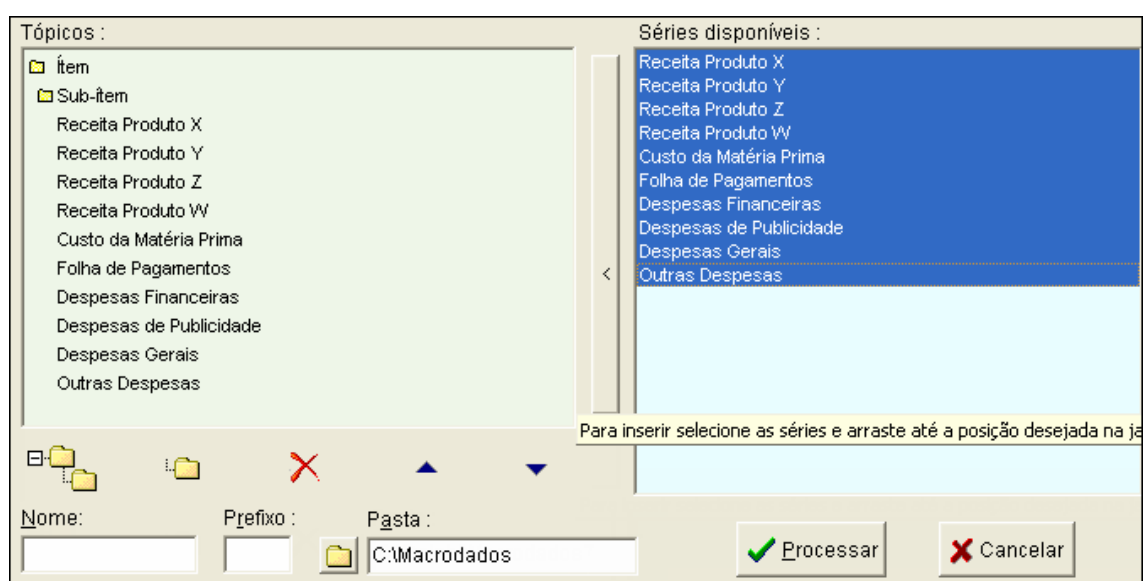 Tópicos :
Ítem
Sub-ítem
Receita Produto X
Receita Produto Y
Receita Produto Z
Receita Produto W
Custo da Matéria Prima
Folha de Pagamentos
Despesas Financeiras
Despesas de Publicidade
Despesas Gerais
Outras Despesas
<
Séries disponíveis :
Receita Produto X
Receita Produto Y
Receita Produto Z
Receita Produto W
Custo da Matéria Prima
Folha de Pagamentos
Despesas Financeiras
Despesas de Publicidade
Despesas Gerais
Outras Despesas
Para inserir selecione as séries e arraste até a posição desejada na ja
Nome:
Prefixo :
Pasta :
C:\Macrodados
Processar
Cancelar